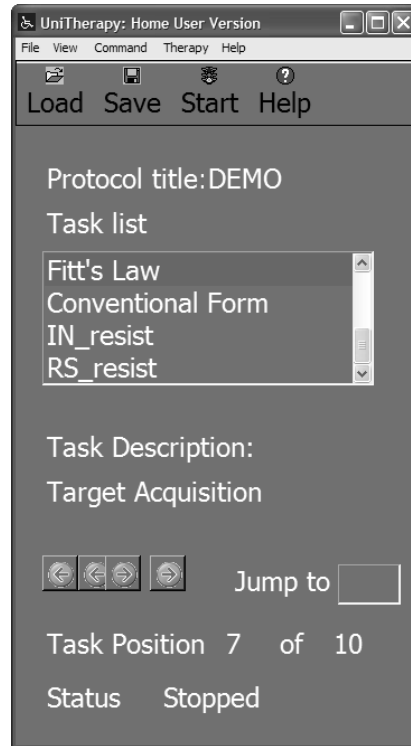 UniTherapy: Home User Version
File View Command Therapy Help
Load Save Start Help
Protocol title:DEMO
Task list
Fitt's Law
Conventional Form
IN_resist
RS_resist
Task Description:
Target Acquisition
Jump to
Task Position 7 of 10
Status Stopped